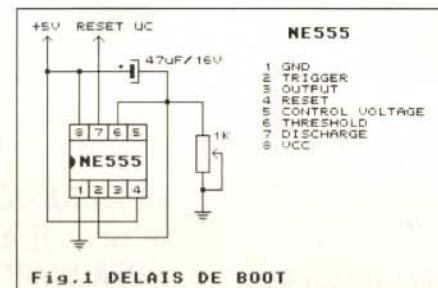 +5V RESET UC
47uF/16V
8 7 6 5
NE555
1 2 3 4
1K
NE555
1 GND
2 TRIGGER
3 OUTPUT
4 RESET
5 CONTROL VOLTAGE
6 THRESHOLD
7 DISCHARGE
8 VCC
Fig.1 DELAIS DE BOOT